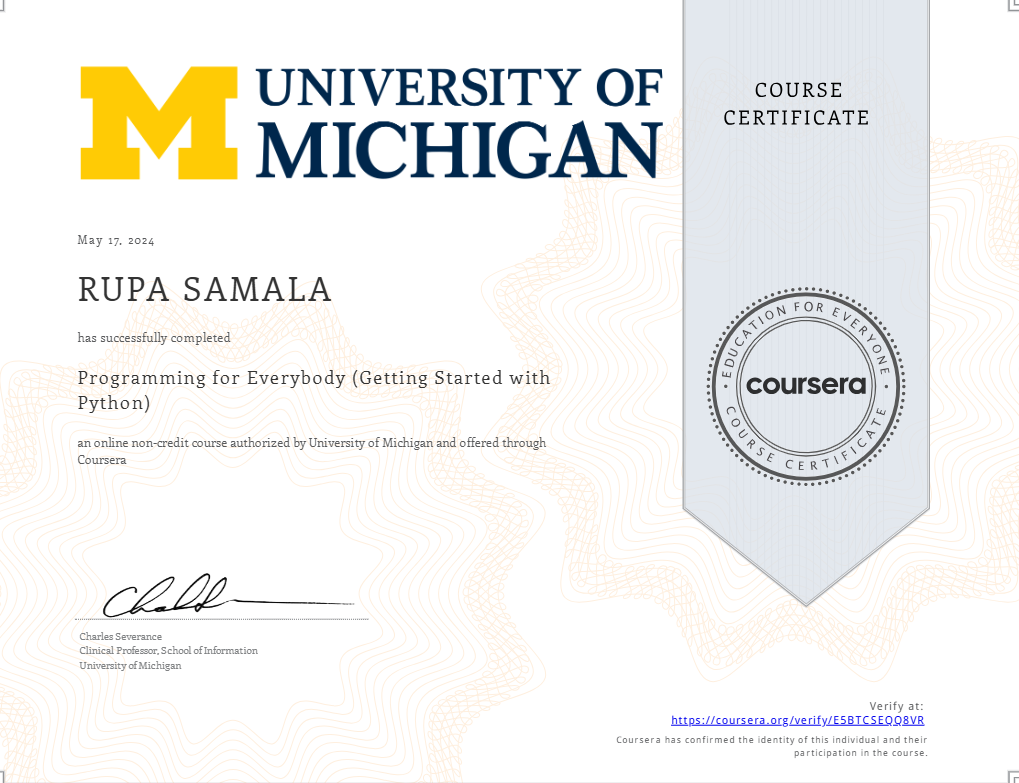 M UNIVERSITY OF
MICHIGAN
COURSE
CERTIFICATE
May 17, 2024
RUPA SAMALA
has successfully completed
Programming for Everybody (Getting Started with
Python)
an online non-credit course authorized by University of Michigan and offered through
Coursera
EDUCATION FOR EVERYONE
coursera
COURSE CERTIFICATE
Charles Severance
Clinical Professor, School of Information
University of Michigan
Verify at:
https://coursera.org/verify/E5BTCSEQQ8VR
Coursera has confirmed the identity of this individual and their
participation in the course.